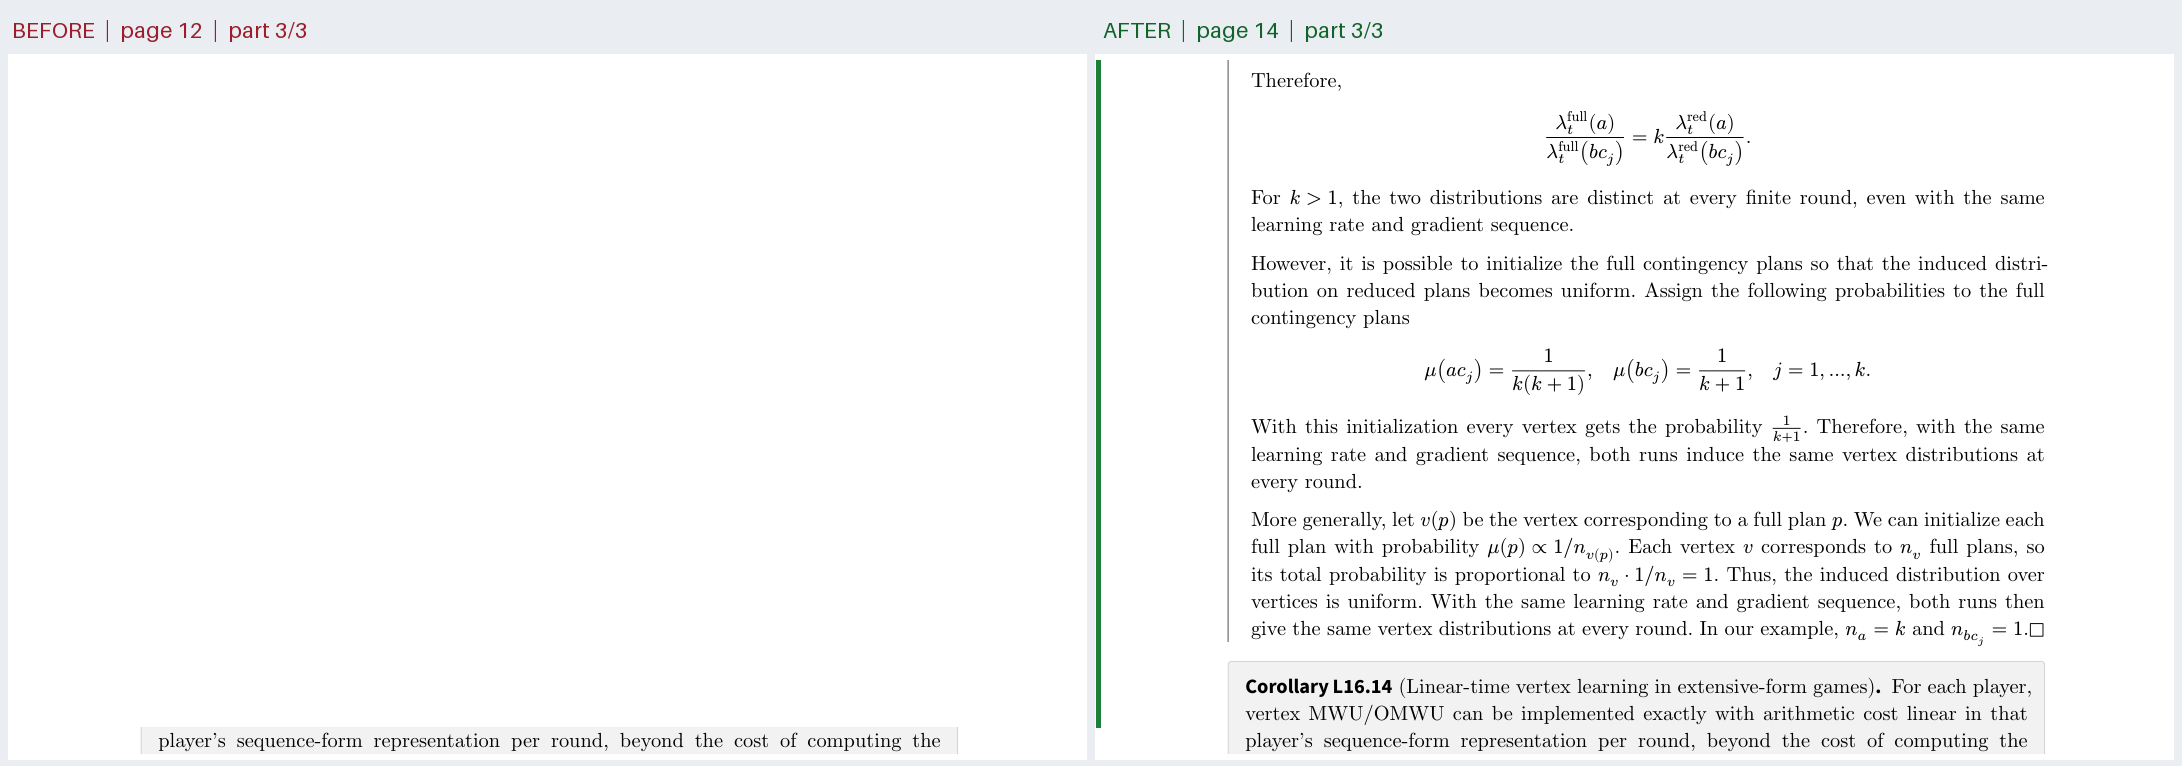 BEFORE | page 12 | part 3/3
player's sequence-form representation per round, beyond the cost of computing the
AFTER | page 14 | part 3/3
Therefore,
λ_t^full(a) / λ_t^full(bc_j) = k λ_t^red(a) / λ_t^red(bc_j).
For k > 1, the two distributions are distinct at every finite round, even with the same
learning rate and gradient sequence.
However, it is possible to initialize the full contingency plans so that the induced distri-
bution on reduced plans becomes uniform. Assign the following probabilities to the full
contingency plans
μ(ac_j) = 1 / k(k + 1), μ(bc_j) = 1 / k + 1, j = 1, ..., k.
With this initialization every vertex gets the probability 1/k+1. Therefore, with the same
learning rate and gradient sequence, both runs induce the same vertex distributions at
every round.
More generally, let v(p) be the vertex corresponding to a full plan p. We can initialize each
full plan with probability μ(p) ∝ 1/n_v(p). Each vertex v corresponds to n_v full plans, so
its total probability is proportional to n_v · 1/n_v = 1. Thus, the induced distribution over
vertices is uniform. With the same learning rate and gradient sequence, both runs then
give the same vertex distributions at every round. In our example, n_a = k and n_bc_j = 1.□
Corollary L16.14 (Linear-time vertex learning in extensive-form games). For each player,
vertex MWU/OMWU can be implemented exactly with arithmetic cost linear in that
player's sequence-form representation per round, beyond the cost of computing the